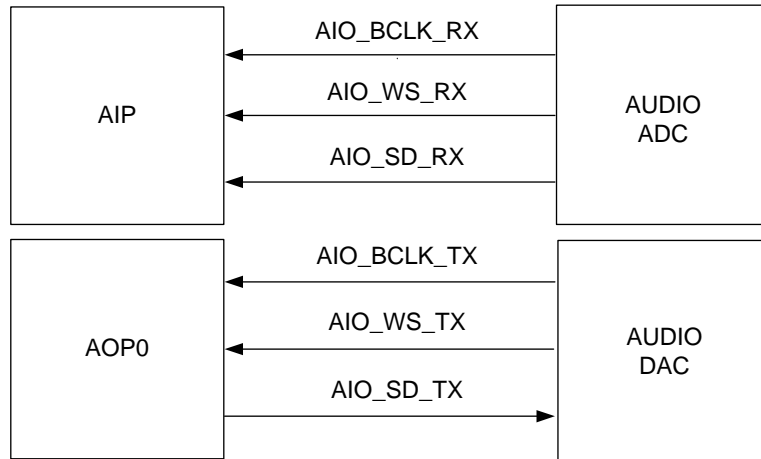 AIO_BCLK_RX
AIP
AIO_WS_RX
AUDIO
ADC
AIO_SD_RX
AIO_BCLK_TX
AOP0
AIO_WS_TX
AUDIO
DAC
AIO_SD_TX